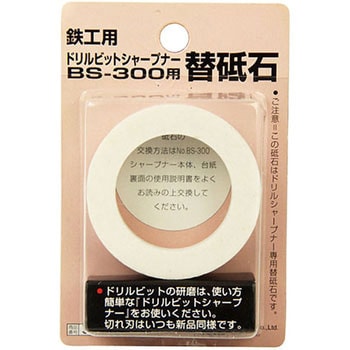 鉄工用
ドリルビットシャープナー
BS-300用
替砥石
●ご注意=この砥石はドリルシャープナー専用替砥石です。
砥石の
交換方法はNo.BS-300
シャープナー本体、台紙
裏面の使用説明書をよく
お読みの上交換して
ください。
●ドリルビットの研磨は、使い方
簡単な「ドリルビットシャープ
ナー」をお使いください。
切れ刃はいつも新品同様です。